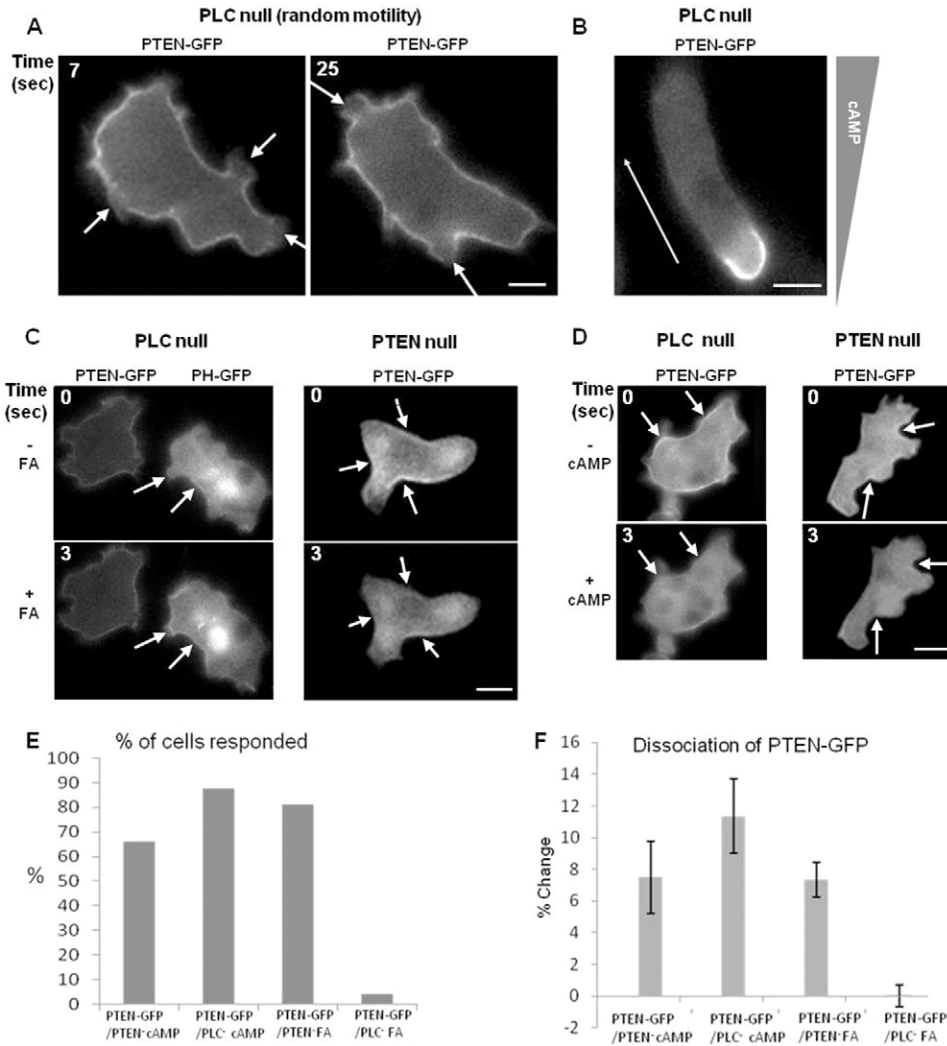 A
PLC null (random motility)
PTEN-GFP
Time
(sec)
7
25
B
PLC null
PTEN-GFP
cAMP
C
PLC null
PTEN null
PTEN-GFP PH-GFP
PTEN-GFP
Time
(sec)
0
0
-
FA
3
3
+
FA
D
PLC null
PTEN null
PTEN-GFP
PTEN-GFP
Time
(sec)
0
0
-
cAMP
3
3
+
cAMP
E
% of cells responded
100
90
80
70
60
50
40
30
20
10
0
%
PTEN-GFP
/PTEN- cAMP
PTEN-GFP
/PLC- cAMP
PTEN-GFP
/PTEN- FA
PTEN-GFP
/PLC- FA
F
Dissociation of PTEN-GFP
16
14
12
10
8
6
4
2
0
-2
% Change
PTEN-GFP
/PTEN- cAMP
PTEN-GFP
/PLC- cAMP
PTEN-GFP
/PTEN- FA
PTEN-GFP
/PLC- FA